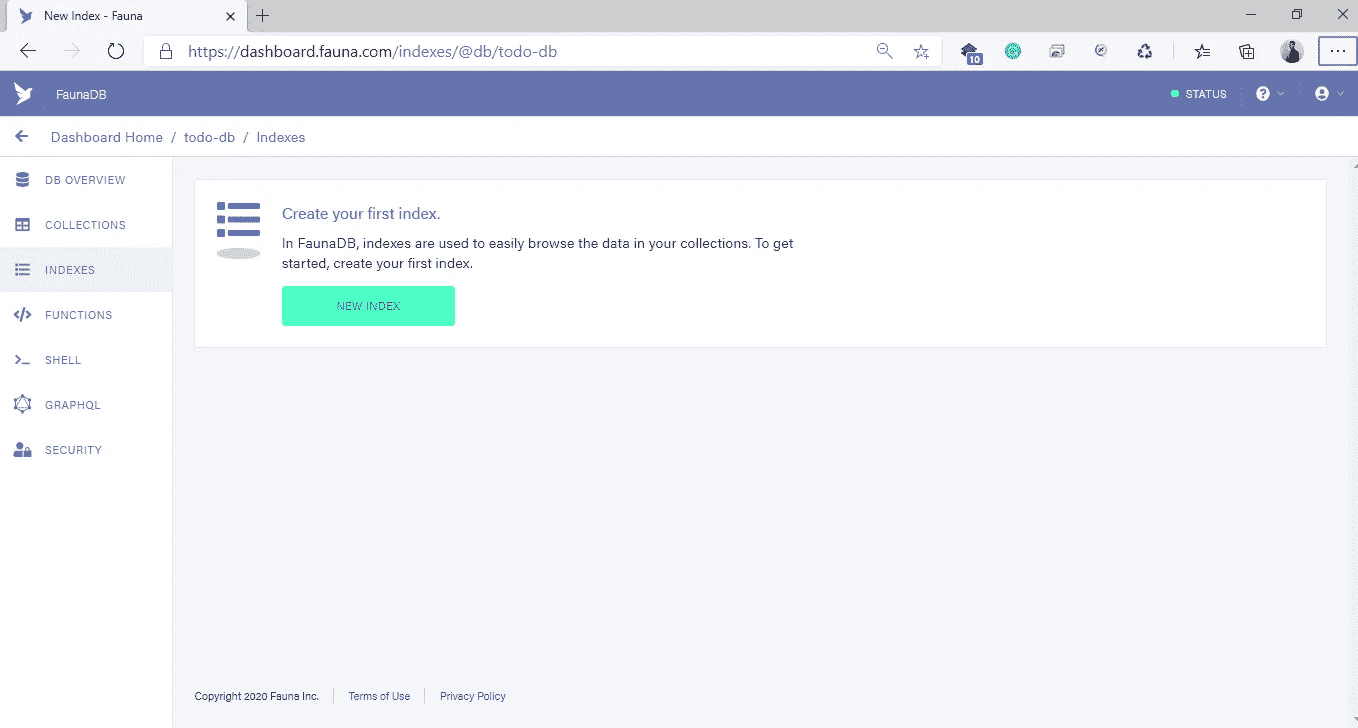 New Index - Fauna
https://dashboard.fauna.com/indexes/@db/todo-db
10
FaunaDB
STATUS
Dashboard Home / todo-db / Indexes
DB OVERVIEW
COLLECTIONS
INDEXES
FUNCTIONS
SHELL
GRAPHQL
SECURITY
Create your first index.
In FaunaDB, indexes are used to easily browse the data in your collections. To get
started, create your first index.
NEW INDEX
Copyright 2020 Fauna Inc.
Terms of Use
Privacy Policy